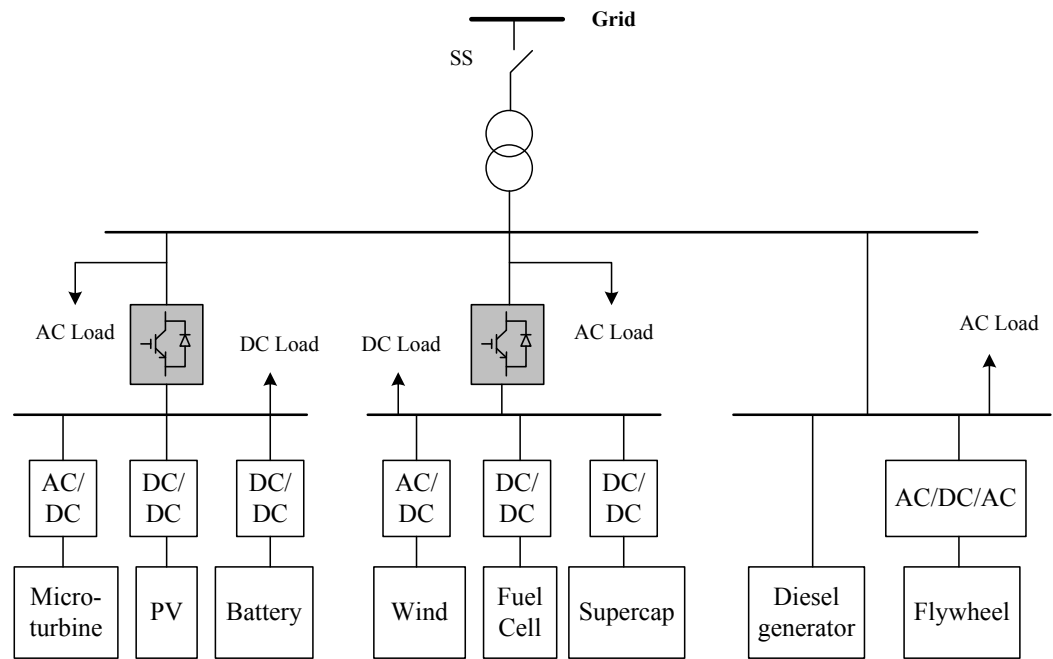 Grid
SS
AC Load
DC Load
DC Load
AC Load
AC Load
AC/
DC
DC/
DC
DC/
DC
AC/
DC
DC/
DC
DC/
DC
AC/DC/AC
Micro-
turbine
PV
Battery
Wind
Fuel
Cell
Supercap
Diesel
generator
Flywheel